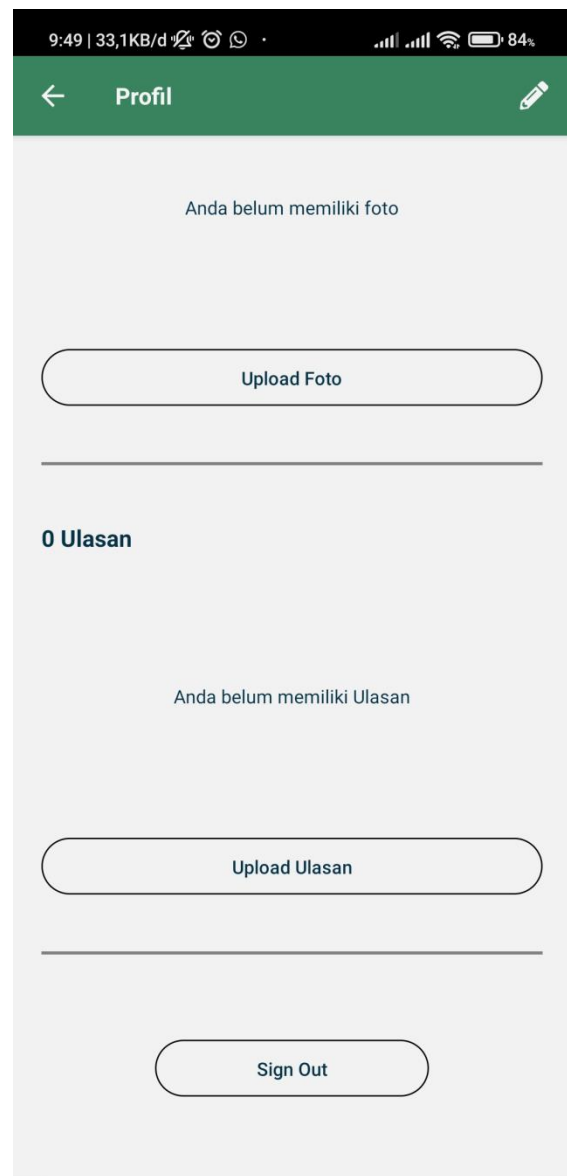 9:49 | 33,1KB/d 84%
Profil
Anda belum memiliki foto
Upload Foto
0 Ulasan
Anda belum memiliki Ulasan
Upload Ulasan
Sign Out